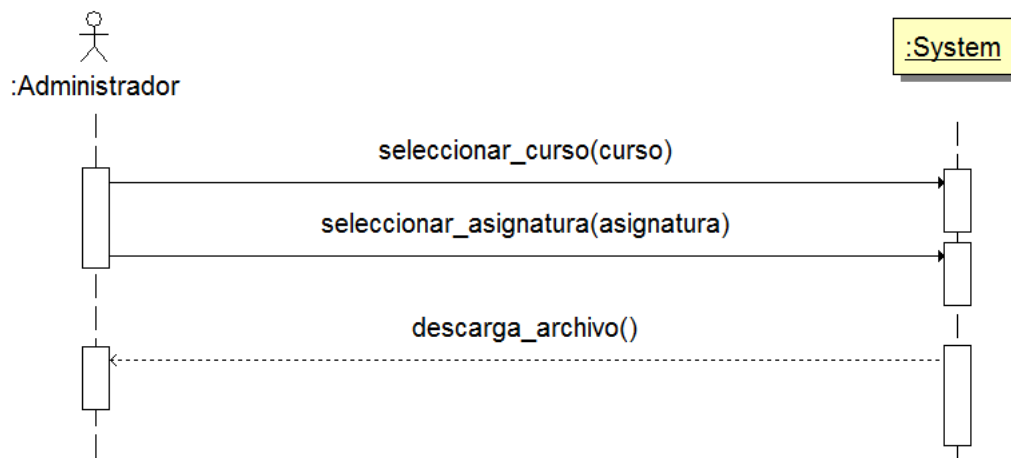 :System
:Administrador
seleccionar_curso(curso)
seleccionar_asignatura(asignatura)
descarga_archivo()